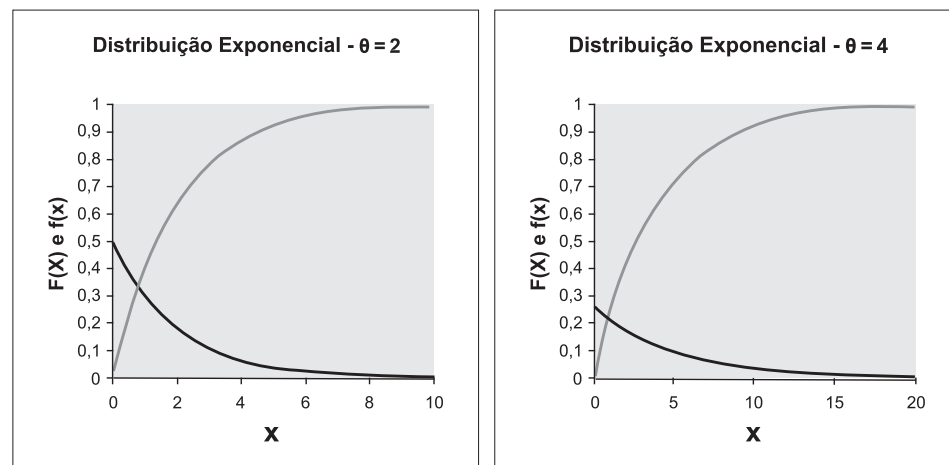 Distribuição Exponencial - θ = 2
F(X) e f(x)
1
0,9
0,8
0,7
0,6
0,5
0,4
0,3
0,2
0,1
0
0 2 4 6 8 10
X
Distribuição Exponencial - θ = 4
F(X) e f(x)
1
0,9
0,8
0,7
0,6
0,5
0,4
0,3
0,2
0,1
0
0 5 10 15 20
X